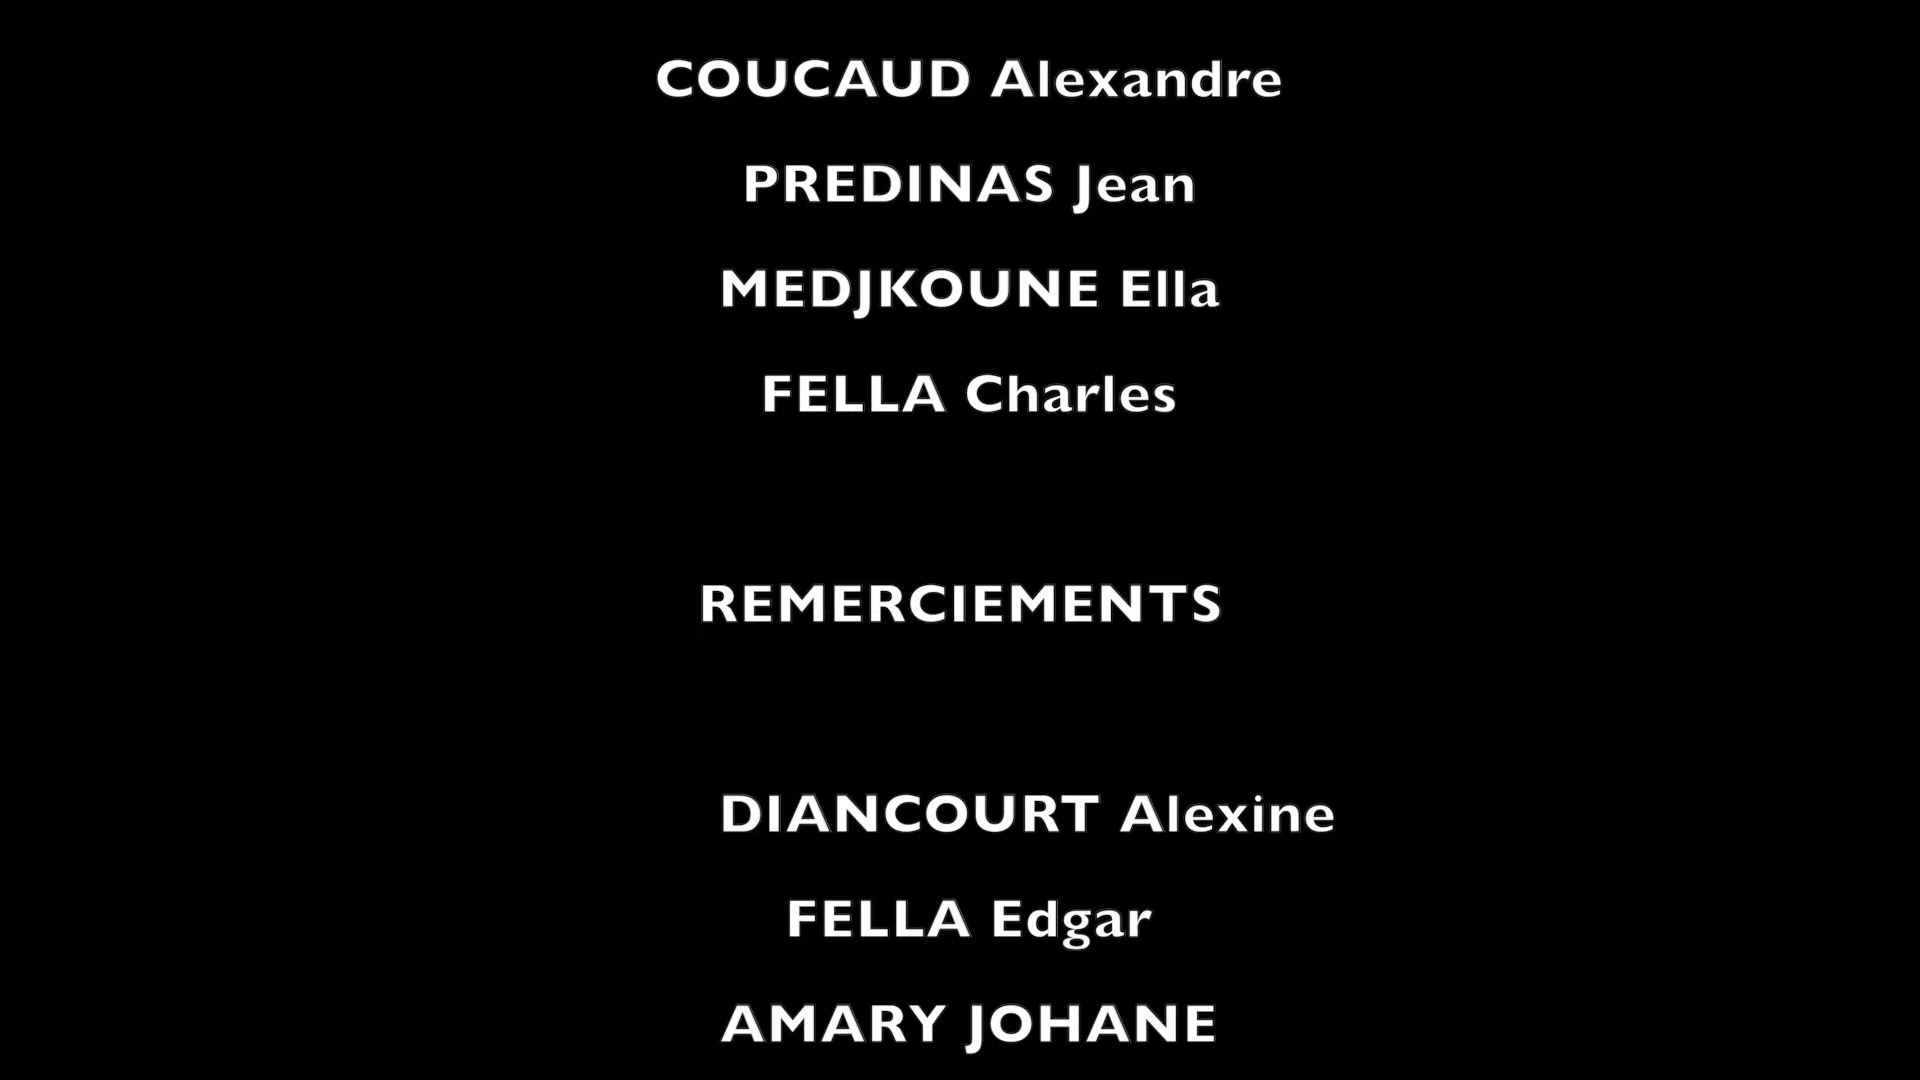 COUCAUD Alexandre
PREDINAS Jean
MEDJKOUNE Ella
FELLA Charles
REMERCIEMENTS
DIANCOURT Alexine
FELLA Edgar
AMARY JOHANE